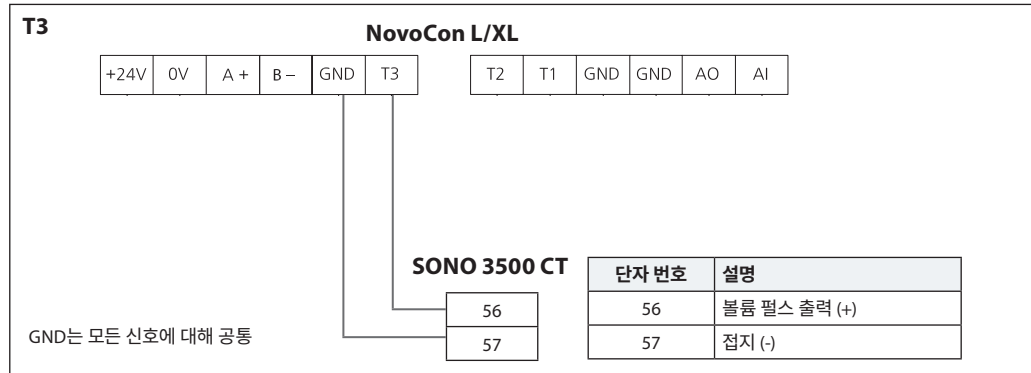 T3
NovoCon L/XL
+24V 0V A + B – GND T3 T2 T1 GND GND AO AI
SONO 3500 CT
단자 번호 설명
56 56 볼륨 펄스 출력 (+)
GND는 모든 신호에 대해 공통 57 57 접지 (-)